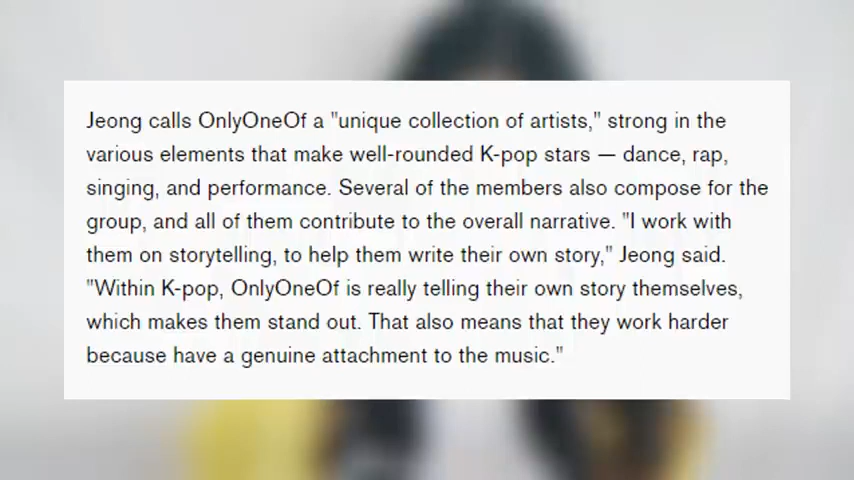 Jeong calls OnlyOneOf a "unique collection of artists," strong in the
various elements that make well-rounded K-pop stars — dance, rap,
singing, and performance. Several of the members also compose for the
group, and all of them contribute to the overall narrative. "I work with
them on storytelling, to help them write their own story," Jeong said.
"Within K-pop, OnlyOneOf is really telling their own story themselves,
which makes them stand out. That also means that they work harder
because have a genuine attachment to the music."